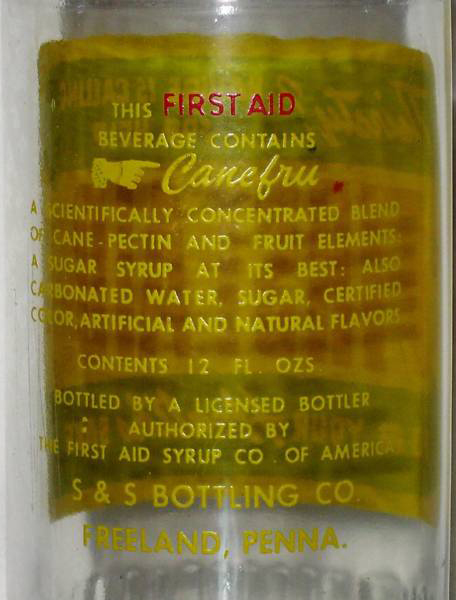 THIS FIRST AID
BEVERAGE CONTAINS
Canefru
A SCIENTIFICALLY CONCENTRATED BLEND
OF CANE-PECTIN AND FRUIT ELEMENTS:
A SUGAR SYRUP AT ITS BEST: ALSO
CARBONATED WATER, SUGAR, CERTIFIED
COLOR, ARTIFICIAL AND NATURAL FLAVORS
CONTENTS 12 FL. OZS.
BOTTLED BY A LICENSED BOTTLER
AUTHORIZED BY
THE FIRST AID SYRUP CO. OF AMERICA
S & S BOTTLING CO.
FREELAND, PENNA.